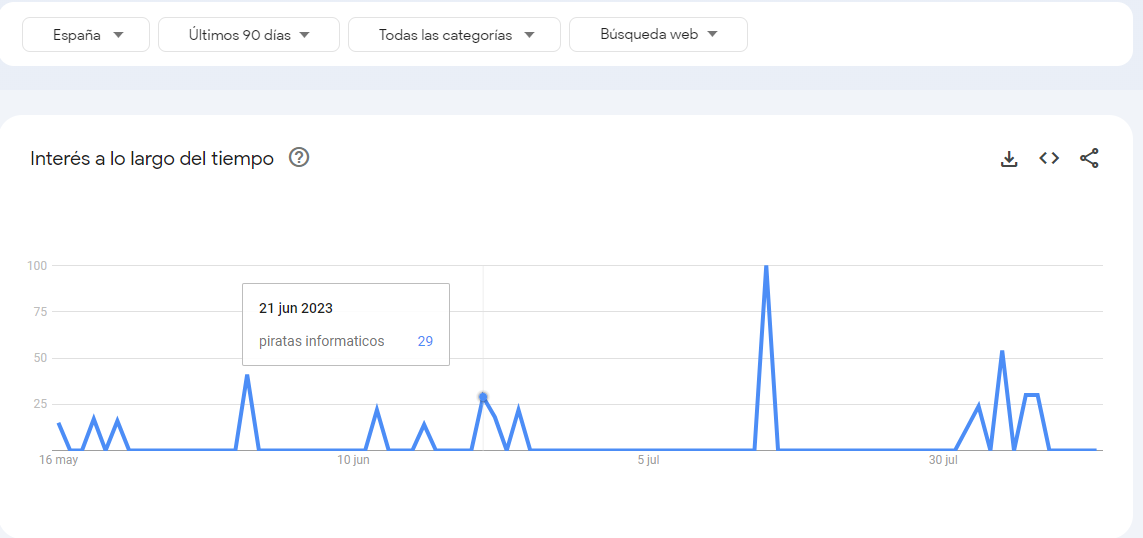 España
Últimos 90 días
Todas las categorías
Búsqueda web
Interés a lo largo del tiempo
100
75
50
25
21 jun 2023
piratas informaticos 29
16 may
10 jun
5 jul
30 jul